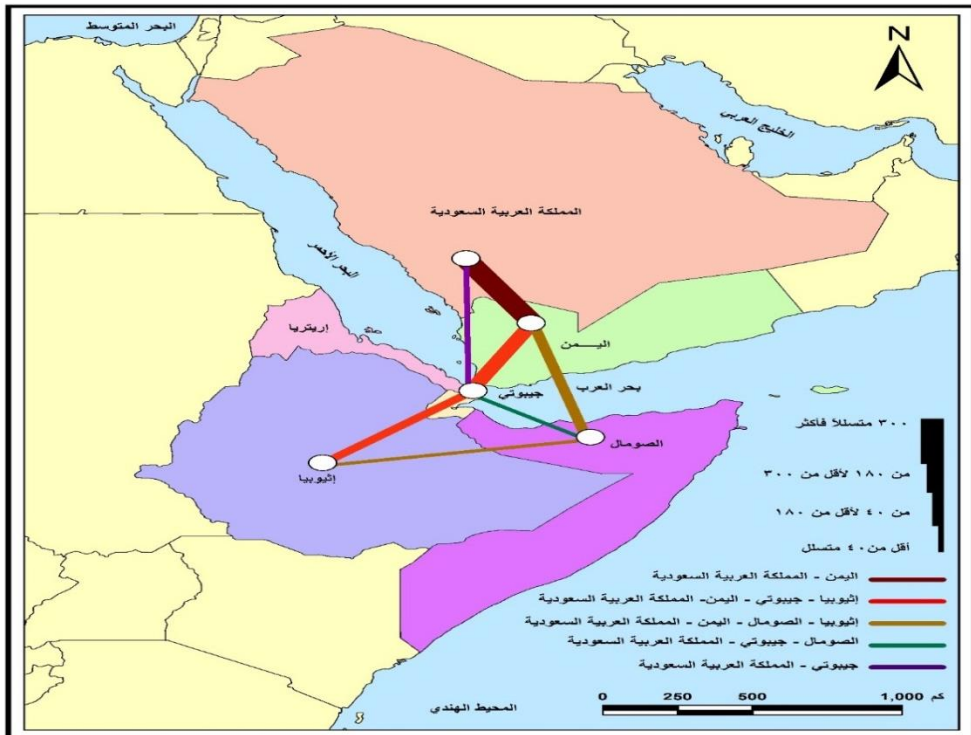 البحر المتوسط
N
الخليج العربي
المملكة العربية السعودية
البحر الأحمر
إريتريا
اليـــمن
بحر العرب
جيبوتي
الصومال
إثيوبيا
٣٠٠ متسللاً فأكثر
من ١٨٠ لأقل من ٣٠٠
من ٤٠ لأقل من ١٨٠
أقل من ٤٠ متسلل
اليمن - المملكة العربية السعودية
إثيوبيا - جيبوتي - اليمن- المملكة العربية السعودية
إثيوبيا - الصومال - اليمن - المملكة العربية السعودية
الصومال - جيبوتي - المملكة العربية السعودية
جيبوتي - المملكة العربية السعودية
0 250 500 1,000 كم
المحيط الهندي